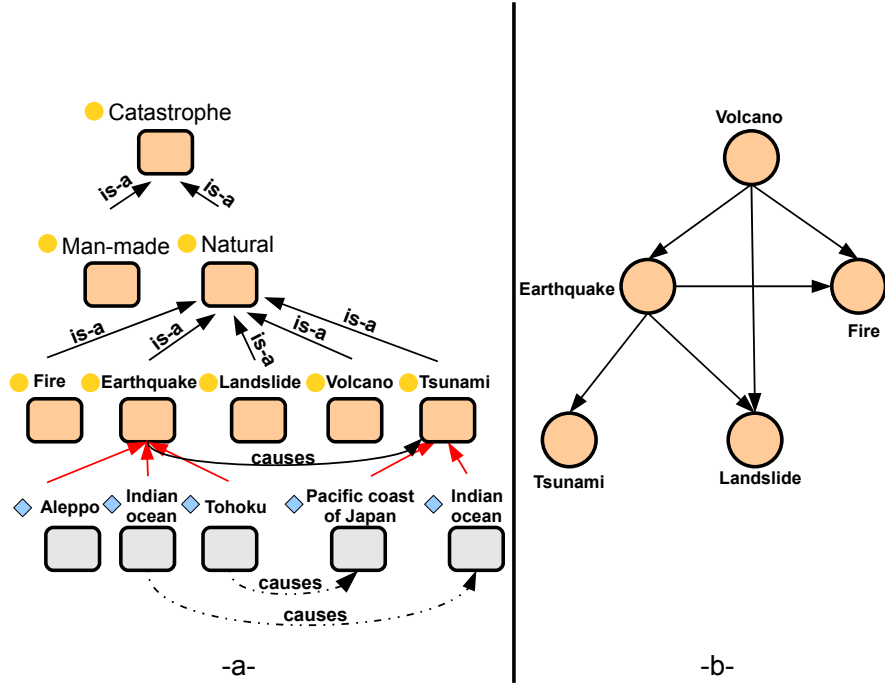 Catastrophe
is-a
is-a
Man-made
Natural
is-a
is-a
is-a
is-a
is-a
Fire
Earthquake
Landslide
Volcano
Tsunami
causes
Aleppo
Indian
ocean
Tohoku
Pacific coast
of Japan
Indian
ocean
causes
causes
-a-
Volcano
Earthquake
Fire
Tsunami
Landslide
-b-